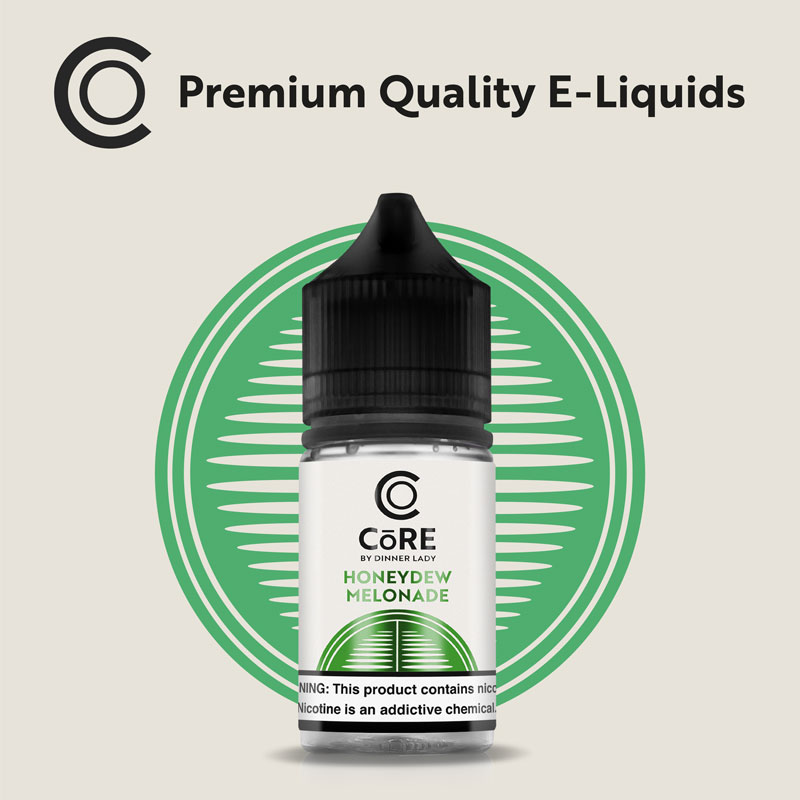 Premium Quality E-Liquids
CōRE
BY DINNER LADY
HONEYDEW
MELONADE
NING: This product contains nico
Nicotine is an addictive chemical.